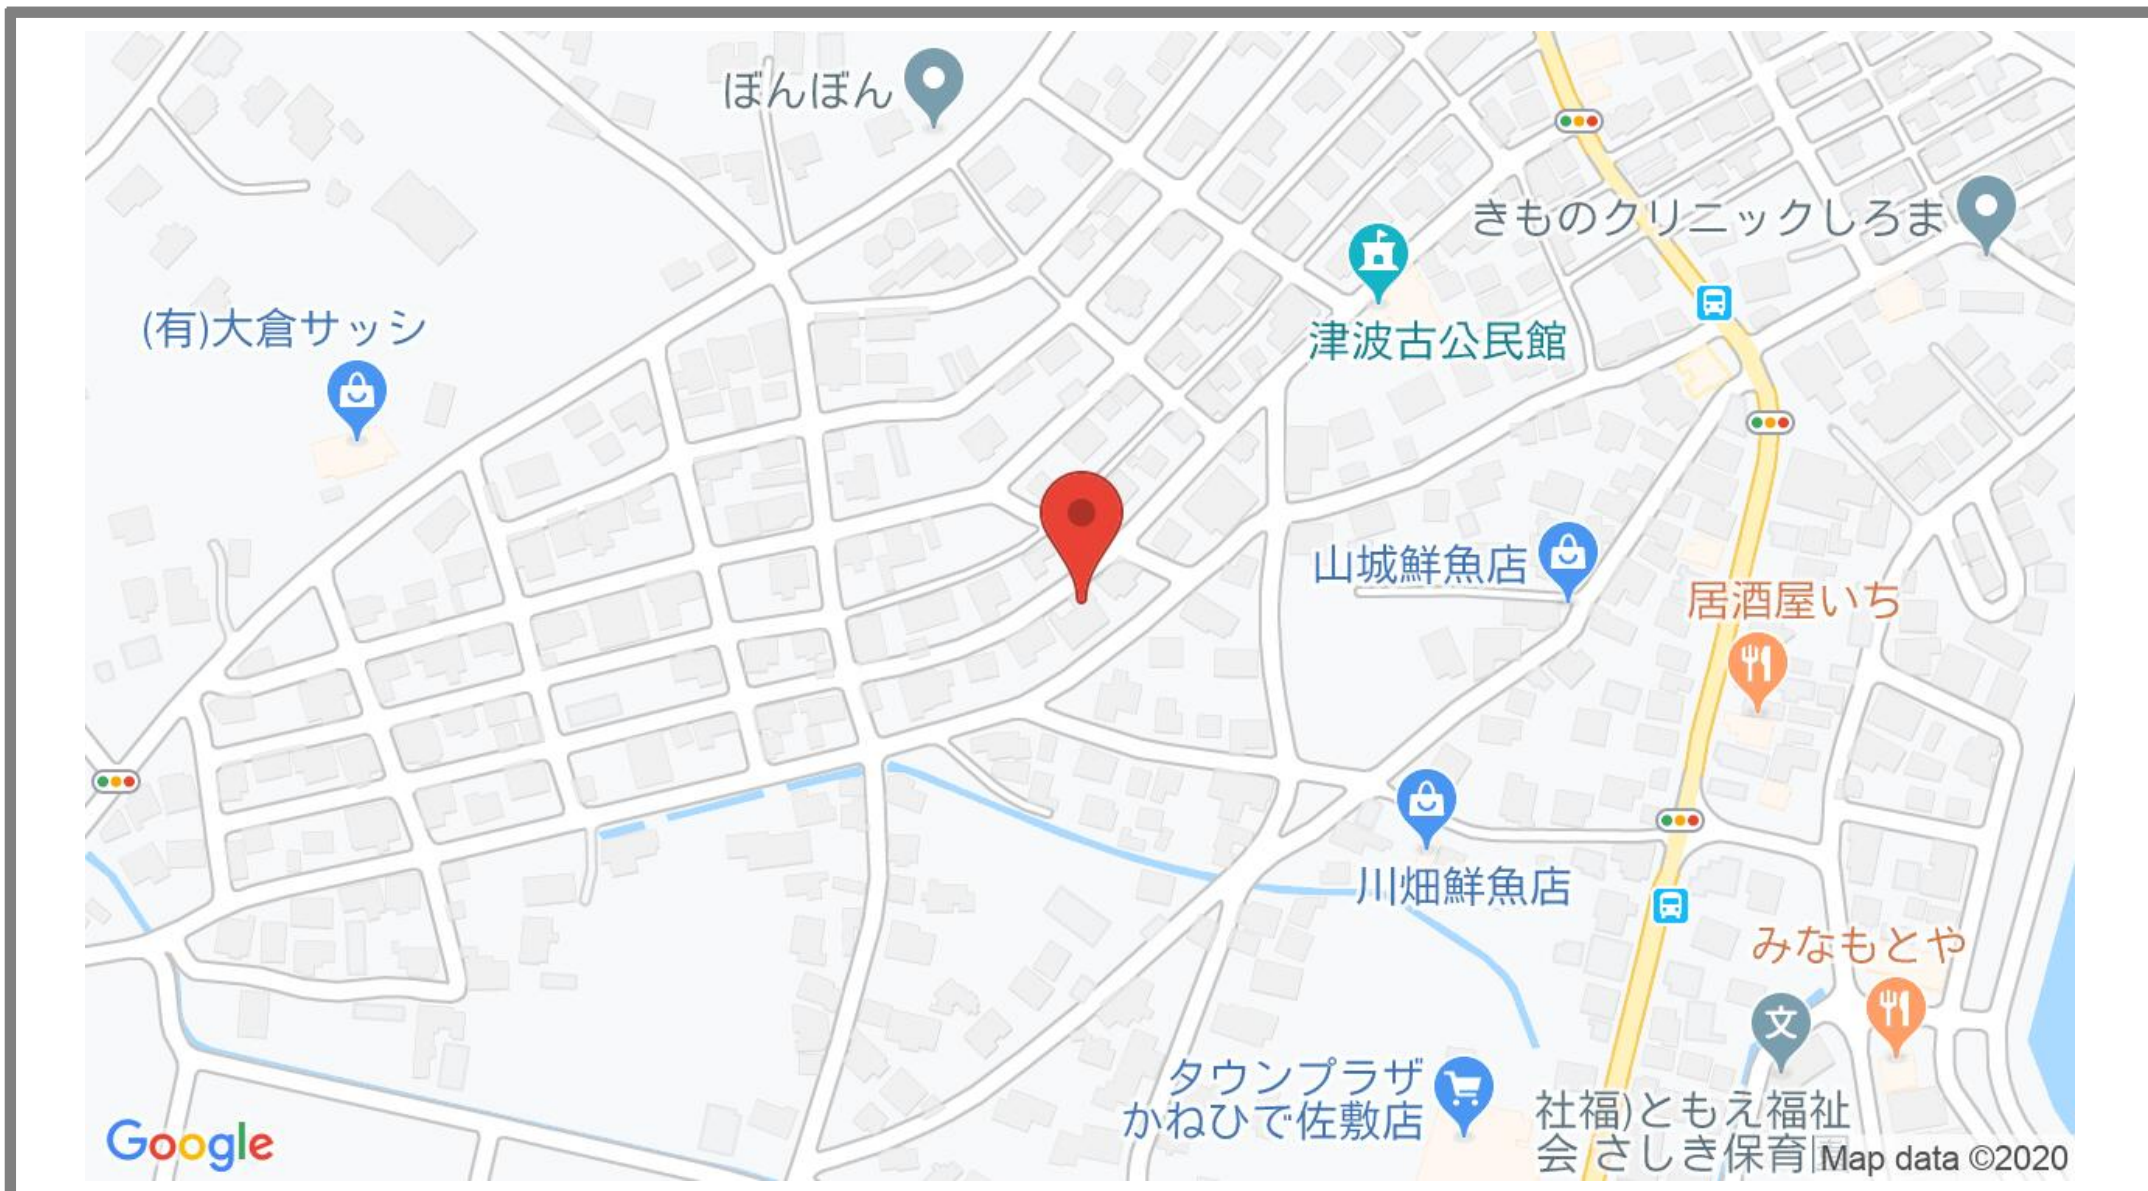 ぼんぼん
きものクリニックしろま
(有)大倉サッシ
津波古公民館
山城鮮魚店
居酒屋いち
川畑鮮魚店
みなもとや
文
タウンプラザ
かねひで佐敷店
社福)ともえ福祉
会 さしき保育園
Google
Map data ©2020